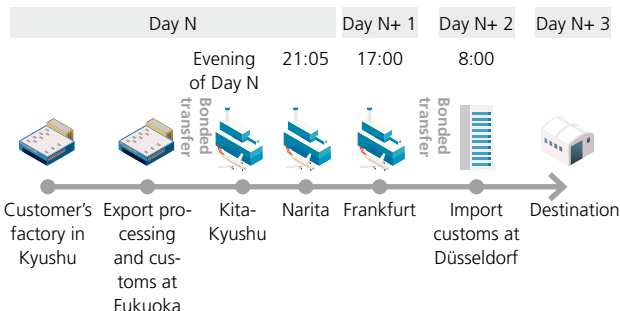 Day N
Day N+ 1
Day N+ 2
Day N+ 3
Evening
of Day N
21:05
17:00
8:00
Bonded
transfer
Bonded
transfer
Customer's
factory in
Kyushu
Export pro-
cessing
and cus-
toms at
Fukuoka
Kita-
Kyushu
Narita
Frankfurt
Import
customs at
Düsseldorf
Destination